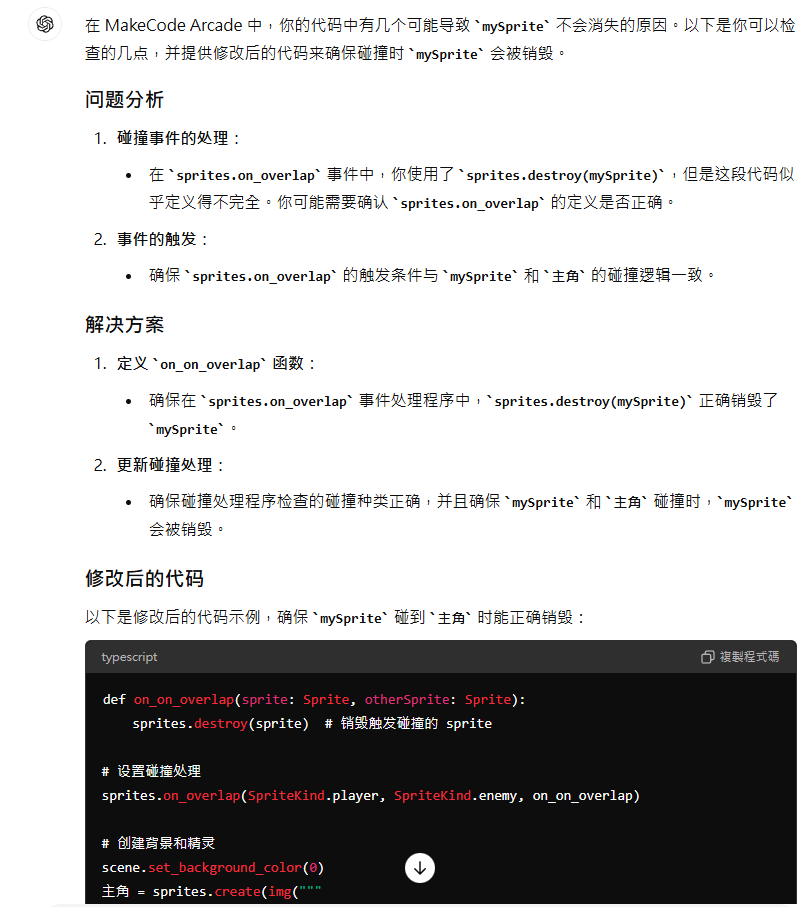 在 MakeCode Arcade 中，你的代码中有几个可能导致 `mySprite` 不会消失的原因。以下是你可以检
查的几点，并提供修改后的代码来确保碰撞时 `mySprite` 会被销毁。
问题分析
1. 碰撞事件的处理：
• 在 `sprites.on_overlap` 事件中，你使用了 `sprites.destroy(mySprite)`，但是这段代码似
乎定义得不完全。你可能需要确认 `sprites.on_overlap` 的定义是否正确。
2. 事件的触发：
• 确保 `sprites.on_overlap` 的触发条件与 `mySprite` 和 `主角` 的碰撞逻辑一致。
解决方案
1. 定义 `on_on_overlap` 函数：
• 确保在 `sprites.on_overlap` 事件处理程序中，`sprites.destroy(mySprite)` 正确销毁了
`mySprite`。
2. 更新碰撞处理：
• 确保碰撞处理程序检查的碰撞种类正确，并且确保 `mySprite` 和 `主角` 碰撞时，`mySprite`
会被销毁。
修改后的代码
以下是修改后的代码示例，确保 `mySprite` 碰到 `主角` 时能正确销毁：
typescript 複製程式碼
def on_on_overlap(sprite: Sprite, otherSprite: Sprite):
    sprites.destroy(sprite)  # 销毁触发碰撞的 sprite
# 设置碰撞处理
sprites.on_overlap(SpriteKind.player, SpriteKind.enemy, on_on_overlap)
# 创建背景和精灵
scene.set_background_color(0)
主角 = sprites.create(img("""